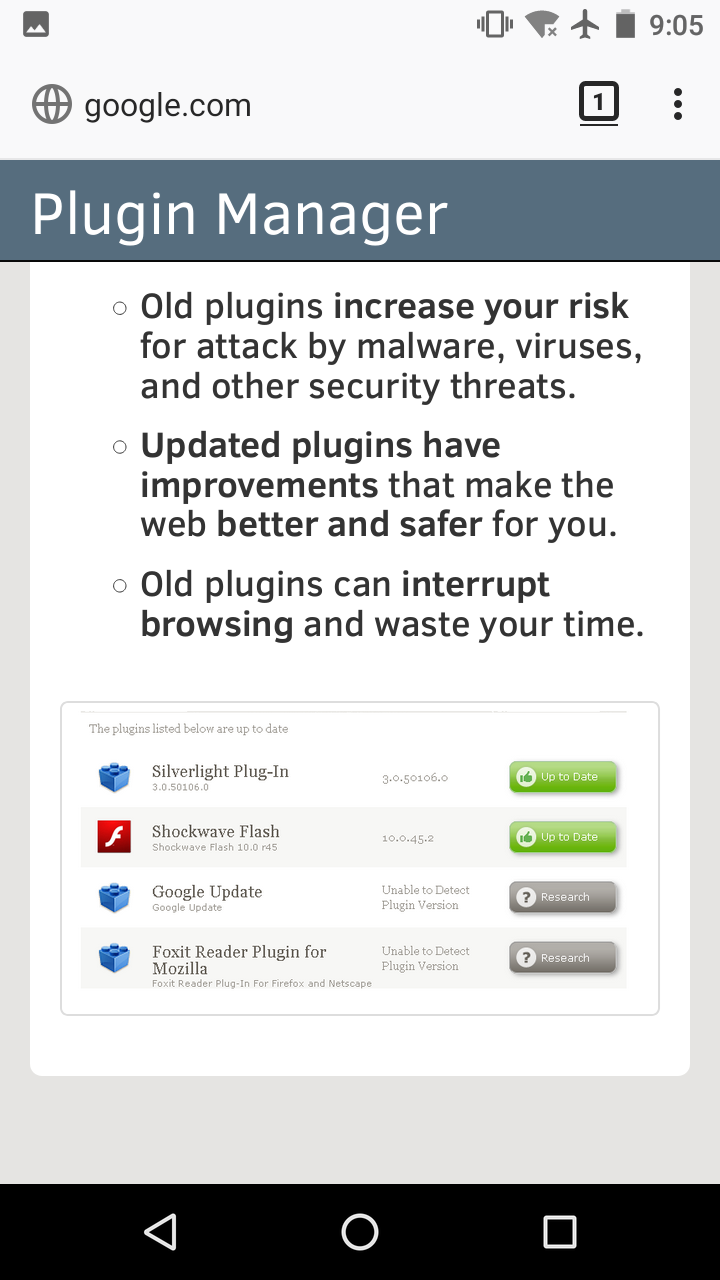 9:05
google.com
1
Plugin Manager
Old plugins increase your risk
for attack by malware, viruses,
and other security threats.
Updated plugins have
improvements that make the
web better and safer for you.
Old plugins can interrupt
browsing and waste your time.
The plugins listed below are up to date
Silverlight Plug-In
3.0.50106.0
3.0.50106.0
Up to Date
Shockwave Flash
Shockwave Flash 10.0 r45
10.0.45.2
Up to Date
Google Update
Google Update
Unable to Detect
Plugin Version
? Research
Foxit Reader Plugin for
Mozilla
Foxit Reader Plug-In For Firefox and Netscape
Unable to Detect
Plugin Version
? Research